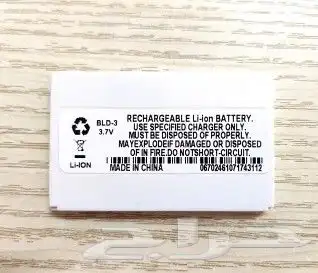 BLD-3
3.7V
Li-ION
RECHARGEABLE Li-Ion BATTERY.
USE SPECIFIED CHARGER ONLY.
MUST BE DISPOSED OF PROPERLY.
MAYEXPLODEIF DAMAGED OR DISPOSED
OF IN FIRE.DO NOTSHORT-CIRCUIT.
MADE IN CHINA
06702461071743112
حراج